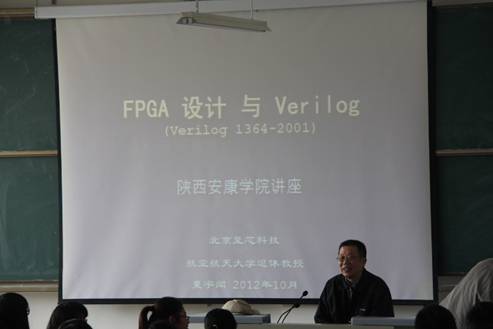 FPGA 设计 与 Verilog
(Verilog 1364-2001)
陕西安康学院讲座
北京至芯科技
航空航天大学退休教授
夏宇闻 2012年10月